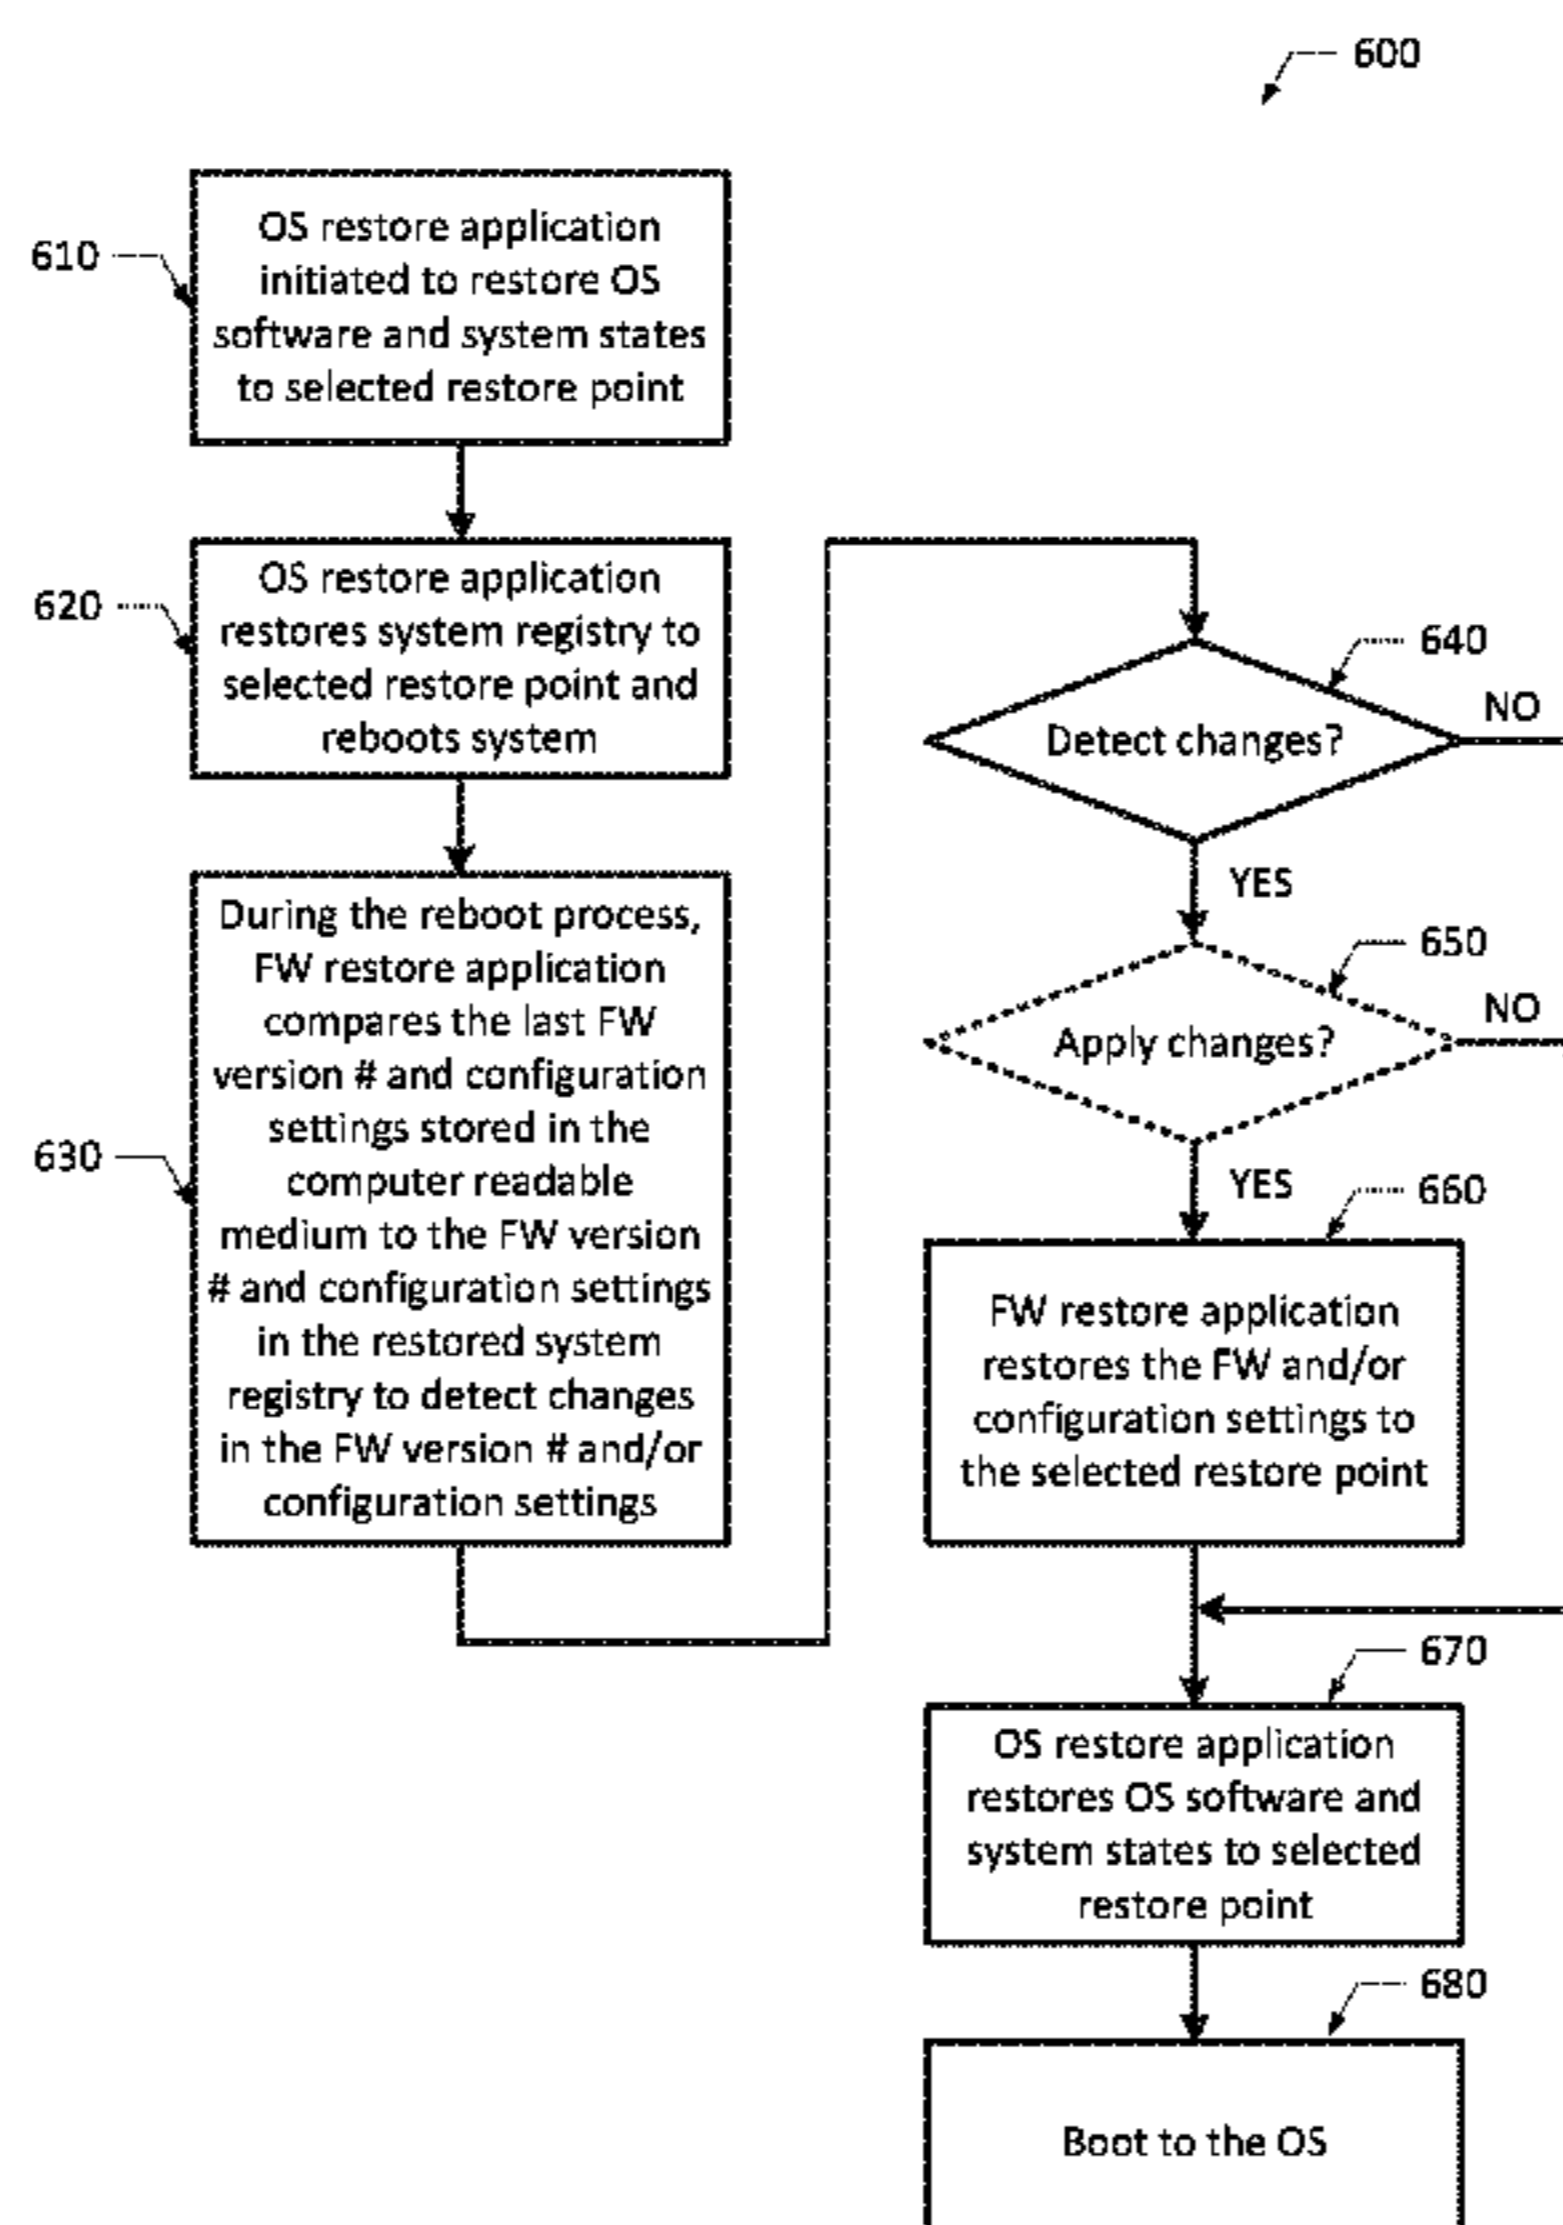 600
610
OS restore application
initiated to restore OS
software and system states
to selected restore point
620
OS restore application
restores system registry to
selected restore point and
reboots system
630
During the reboot process,
FW restore application
compares the last FW
version # and configuration
settings stored in the
computer readable
medium to the FW version
# and configuration settings
in the restored system
registry to detect changes
in the FW version # and/or
configuration settings
640
Detect changes?
NO
YES
650
Apply changes?
NO
YES
660
FW restore application
restores the FW and/or
configuration settings to
the selected restore point
670
OS restore application
restores OS software and
system states to selected
restore point
680
Boot to the OS